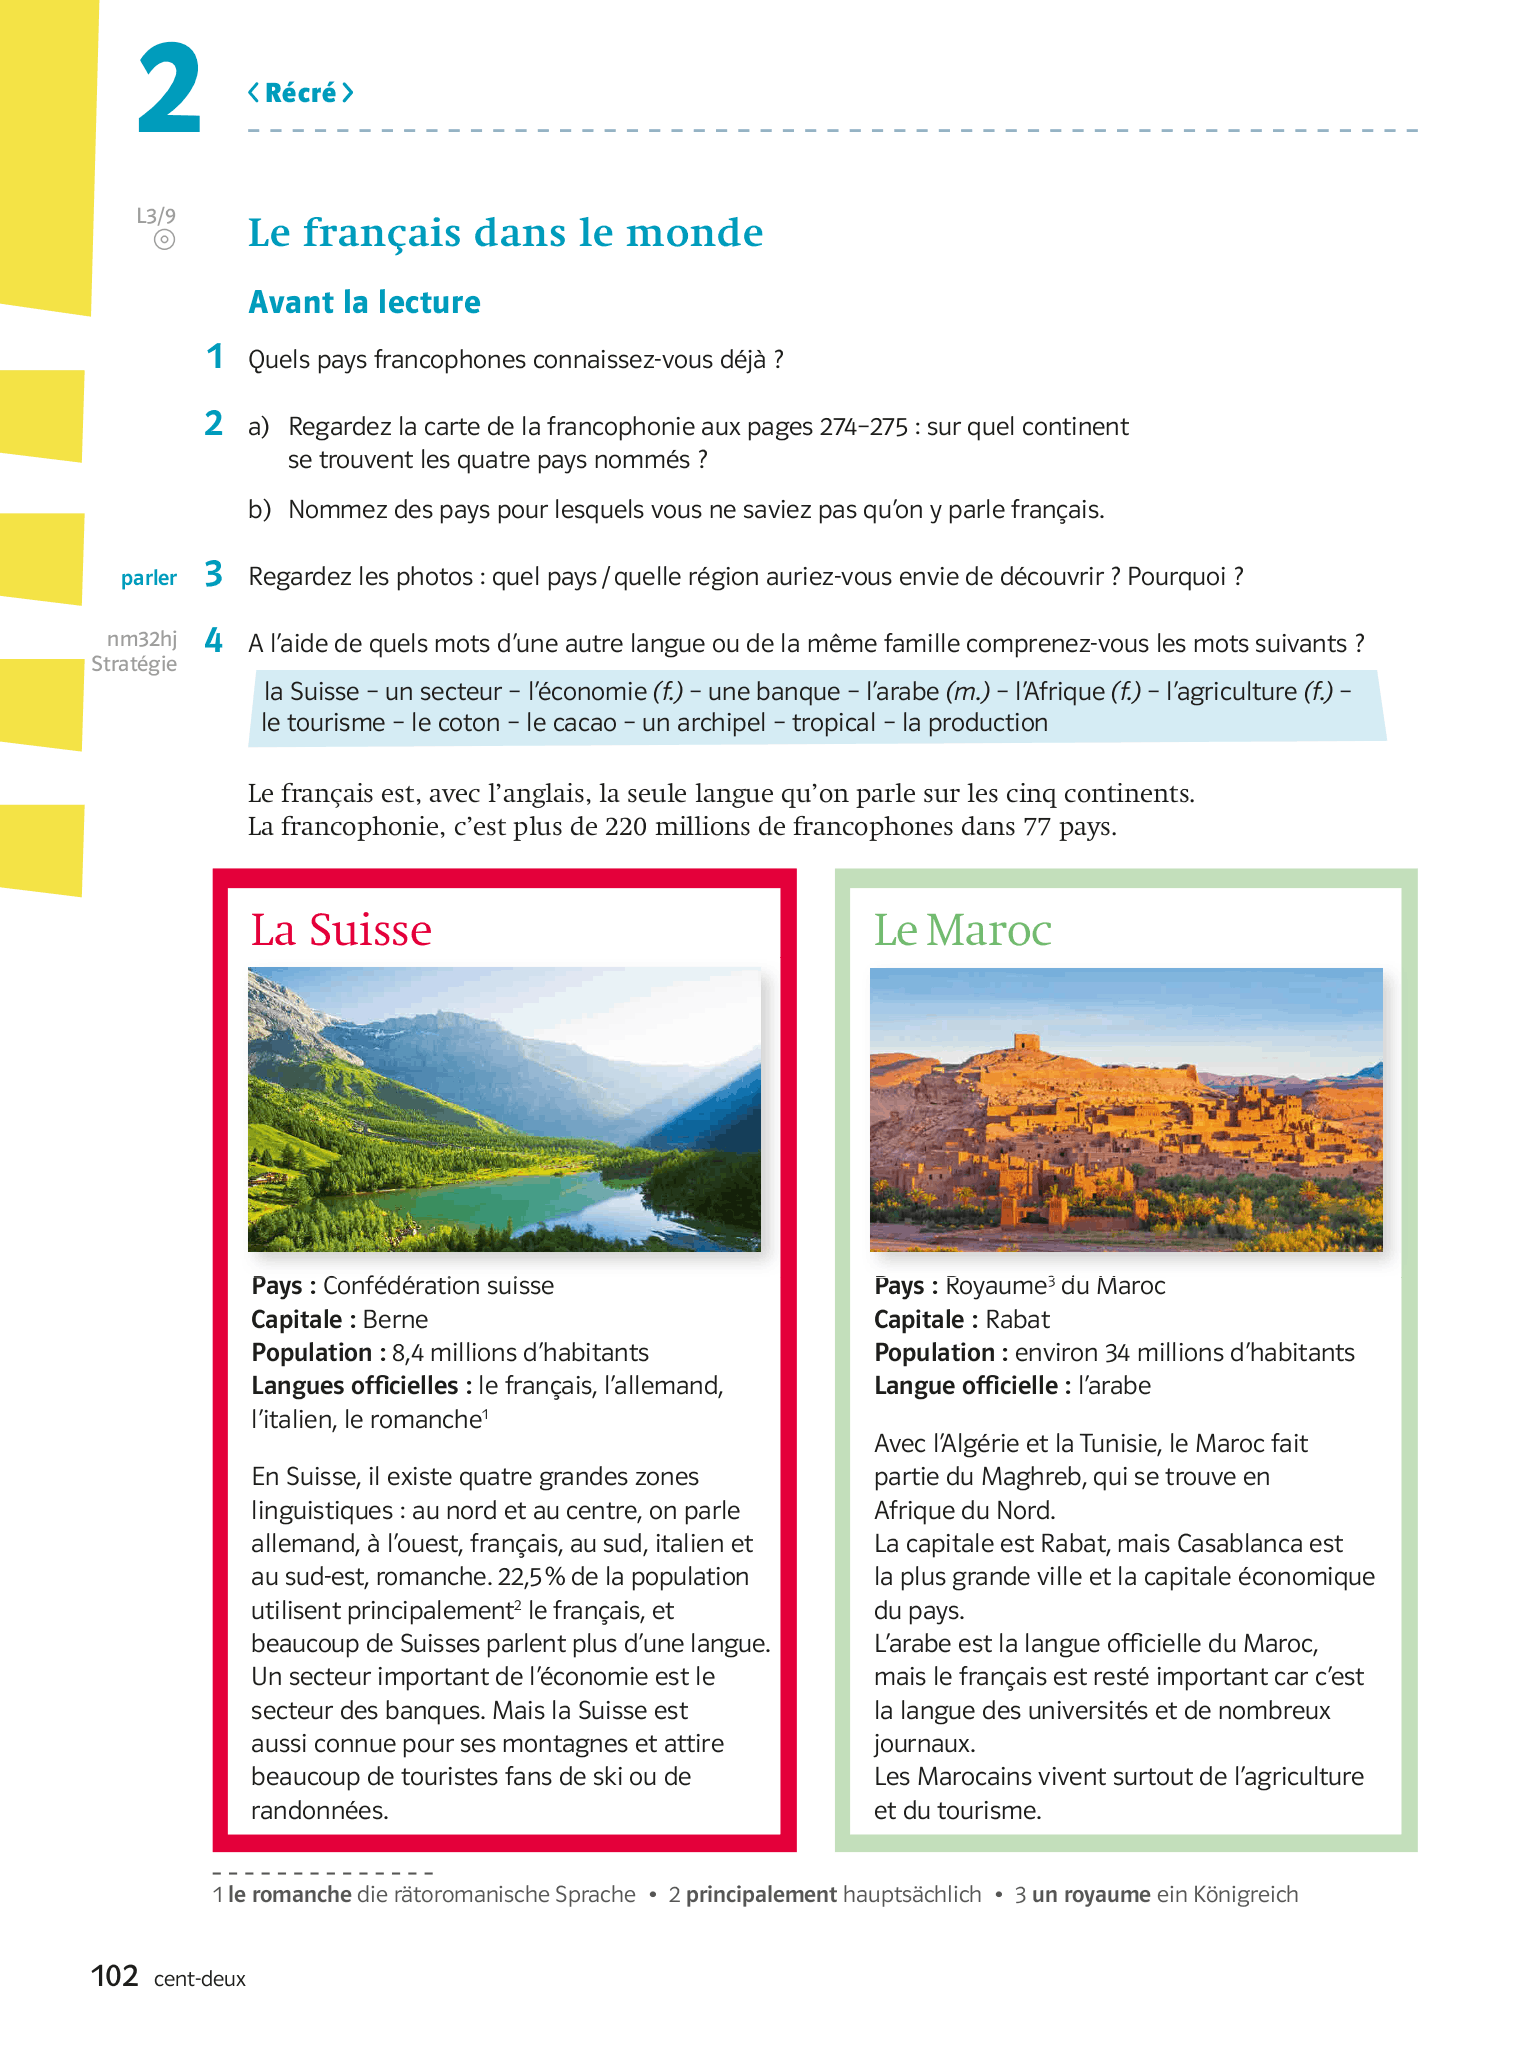 2
< Récré >
L3/9
Le français dans le monde
Avant la lecture
1 Quels pays francophones connaissez-vous déjà ?
2 a) Regardez la carte de la francophonie aux pages 274–275 : sur quel continent
se trouvent les quatre pays nommés ?
b) Nommez des pays pour lesquels vous ne saviez pas qu’on y parle français.
parler 3 Regardez les photos : quel pays / quelle région auriez-vous envie de découvrir ? Pourquoi ?
nm32hj
Stratégie
4 A l’aide de quels mots d’une autre langue ou de la même famille comprenez-vous les mots suivants ?
la Suisse – un secteur – l’économie (f.) – une banque – l’arabe (m.) – l’Afrique (f.) – l’agriculture (f.) –
le tourisme – le coton – le cacao – un archipel – tropical – la production
Le français est, avec l’anglais, la seule langue qu’on parle sur les cinq continents.
La francophonie, c’est plus de 220 millions de francophones dans 77 pays.
La Suisse
Pays : Confédération suisse
Capitale : Berne
Population : 8,4 millions d’habitants
Langues officielles : le français, l’allemand,
l’italien, le romanche¹
En Suisse, il existe quatre grandes zones
linguistiques : au nord et au centre, on parle
allemand, à l’ouest, français, au sud, italien et
au sud-est, romanche. 22,5 % de la population
utilisent principalement² le français, et
beaucoup de Suisses parlent plus d’une langue.
Un secteur important de l’économie est le
secteur des banques. Mais la Suisse est
aussi connue pour ses montagnes et attire
beaucoup de touristes fans de ski ou de
randonnées.
Le Maroc
Pays : Royaume³ du Maroc
Capitale : Rabat
Population : environ 34 millions d’habitants
Langue officielle : l’arabe
Avec l’Algérie et la Tunisie, le Maroc fait
partie du Maghreb, qui se trouve en
Afrique du Nord.
La capitale est Rabat, mais Casablanca est
la plus grande ville et la capitale économique
du pays.
L’arabe est la langue officielle du Maroc,
mais le français est resté important car c’est
la langue des universités et de nombreux
journaux.
Les Marocains vivent surtout de l’agriculture
et du tourisme.
1 le romanche die rätoromanische Sprache • 2 principalement hauptsächlich • 3 un royaume ein Königreich
102 cent-deux